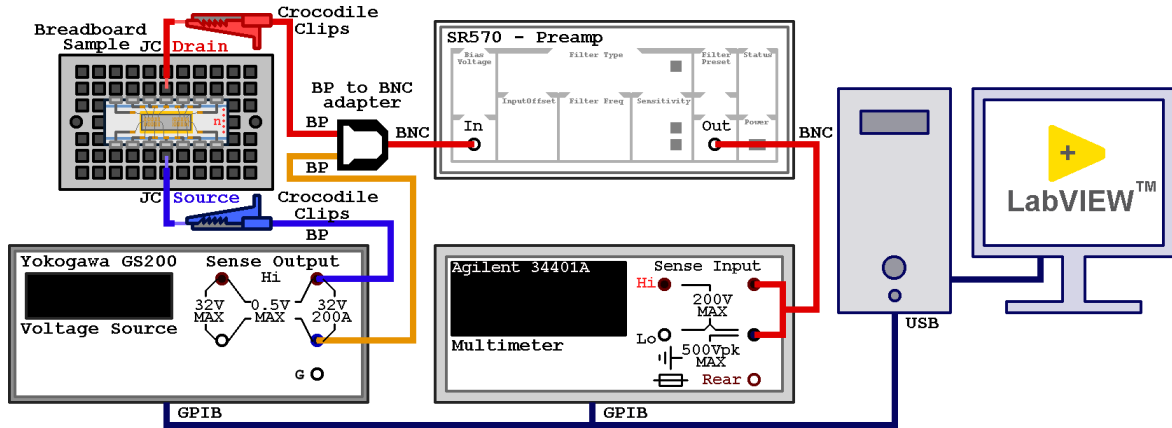 Crocodile
Clips
Breadboard
Sample
JC Drain
n
JC Source
Crocodile
Clips
BP
BP to BNC
adapter
BP
BP
BNC
SR570 - Preamp
Bias
Voltage
Filter Type
Filter
Preset
Status
InputOffset
Filter Freq
Sensitivity
In
Out
Power
BNC
LabVIEW™
USB
Yokogawa GS200
Sense Output
Hi
32V
MAX
0.5V
MAX
32V
200A
Voltage Source
G
GPIB
Agilent 34401A
Sense Input
Hi
200V
MAX
Lo
500Vpk
MAX
Multimeter
Rear
GPIB